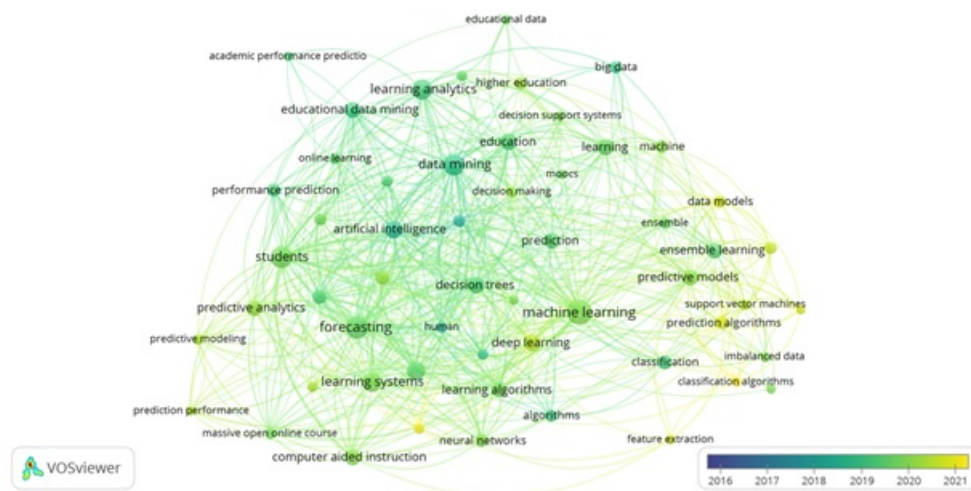 educational data
academic performance predictio
big data
learning analytics
higher education
educational data mining
decision support systems
education
learning
machine
online learning
data mining
moocs
performance prediction
decision making
data models
ensemble
artificial intelligence
prediction
ensemble learning
students
predictive models
decision trees
predictive analytics
support vector machines
machine learning
prediction algorithms
forecasting
human
predictive modeling
deep learning
imbalanced data
classification
learning systems
classification algorithms
learning algorithms
prediction performance
algorithms
massive open online course
neural networks
feature extraction
computer aided instruction
VOSviewer
2016 2017 2018 2019 2020 2021